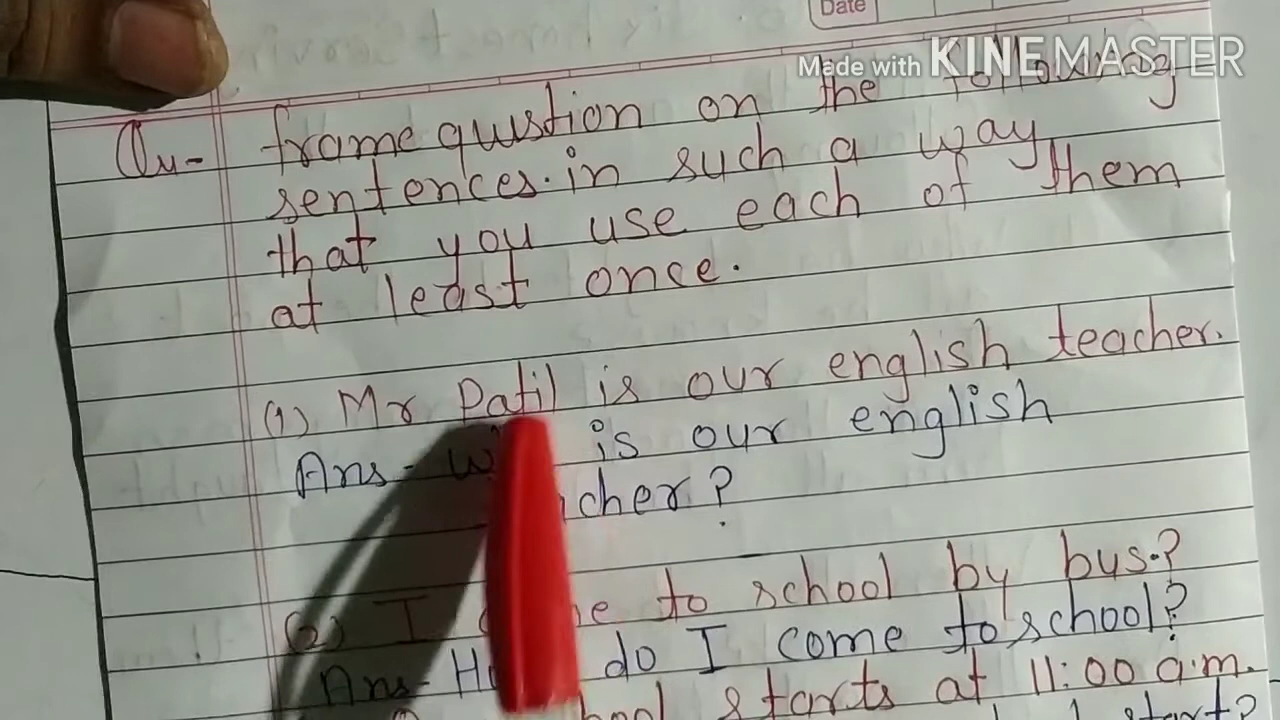 Date
Made with KINEMASTER
Qu- frame qustion on the following
sentences. in such a way
that you use each of them
at least once.
(1) Mr Patil is our english teacher.
Ans - is our english
?
(2) I to school by bus.?
Ans- do I come to school?
starts at 11:00 a.m.
start?